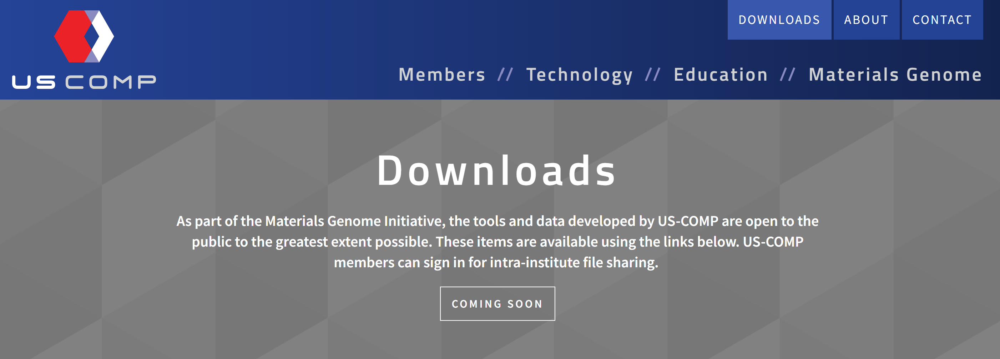 DOWNLOADS ABOUT CONTACT
US COMP
Members // Technology // Education // Materials Genome
Downloads
As part of the Materials Genome Initiative, the tools and data developed by US-COMP are open to the
public to the greatest extent possible. These items are available using the links below. US-COMP
members can sign in for intra-institute file sharing.
COMING SOON